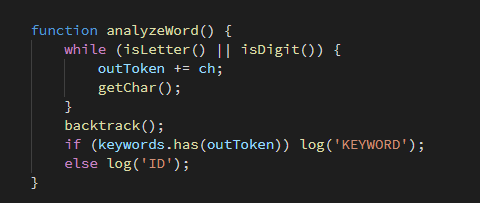 function analyzeWord() {
    while (isLetter() || isDigit()) {
        outToken += ch;
        getChar();
    }
    backtrack();
    if (keywords.has(outToken)) log('KEYWORD');
    else log('ID');
}